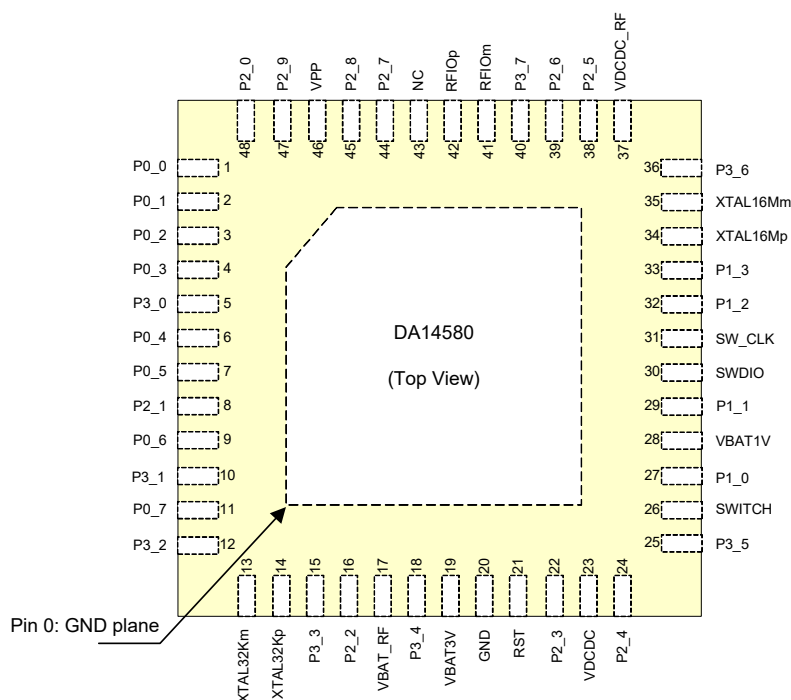 P2_0
P2_9
VPP
P2_8
P2_7
NC
RFIOp
RFIOm
P3_7
P2_6
P2_5
VDCDC_RF
48
47
46
45
44
43
42
41
40
39
38
37
P0_0 1
P0_1 2
P0_2 3
P0_3 4
P3_0 5
P0_4 6
P0_5 7
P2_1 8
P0_6 9
P3_1 10
P0_7 11
P3_2 12
DA14580
(Top View)
36 P3_6
35 XTAL16Mm
34 XTAL16Mp
33 P1_3
32 P1_2
31 SW_CLK
30 SWDIO
29 P1_1
28 VBAT1V
27 P1_0
26 SWITCH
25 P3_5
13
14
15
16
17
18
19
20
21
22
23
24
XTAL32Km
XTAL32Kp
P3_3
P2_2
VBAT_RF
P3_4
VBAT3V
GND
RST
P2_3
VDCDC
P2_4
Pin 0: GND plane